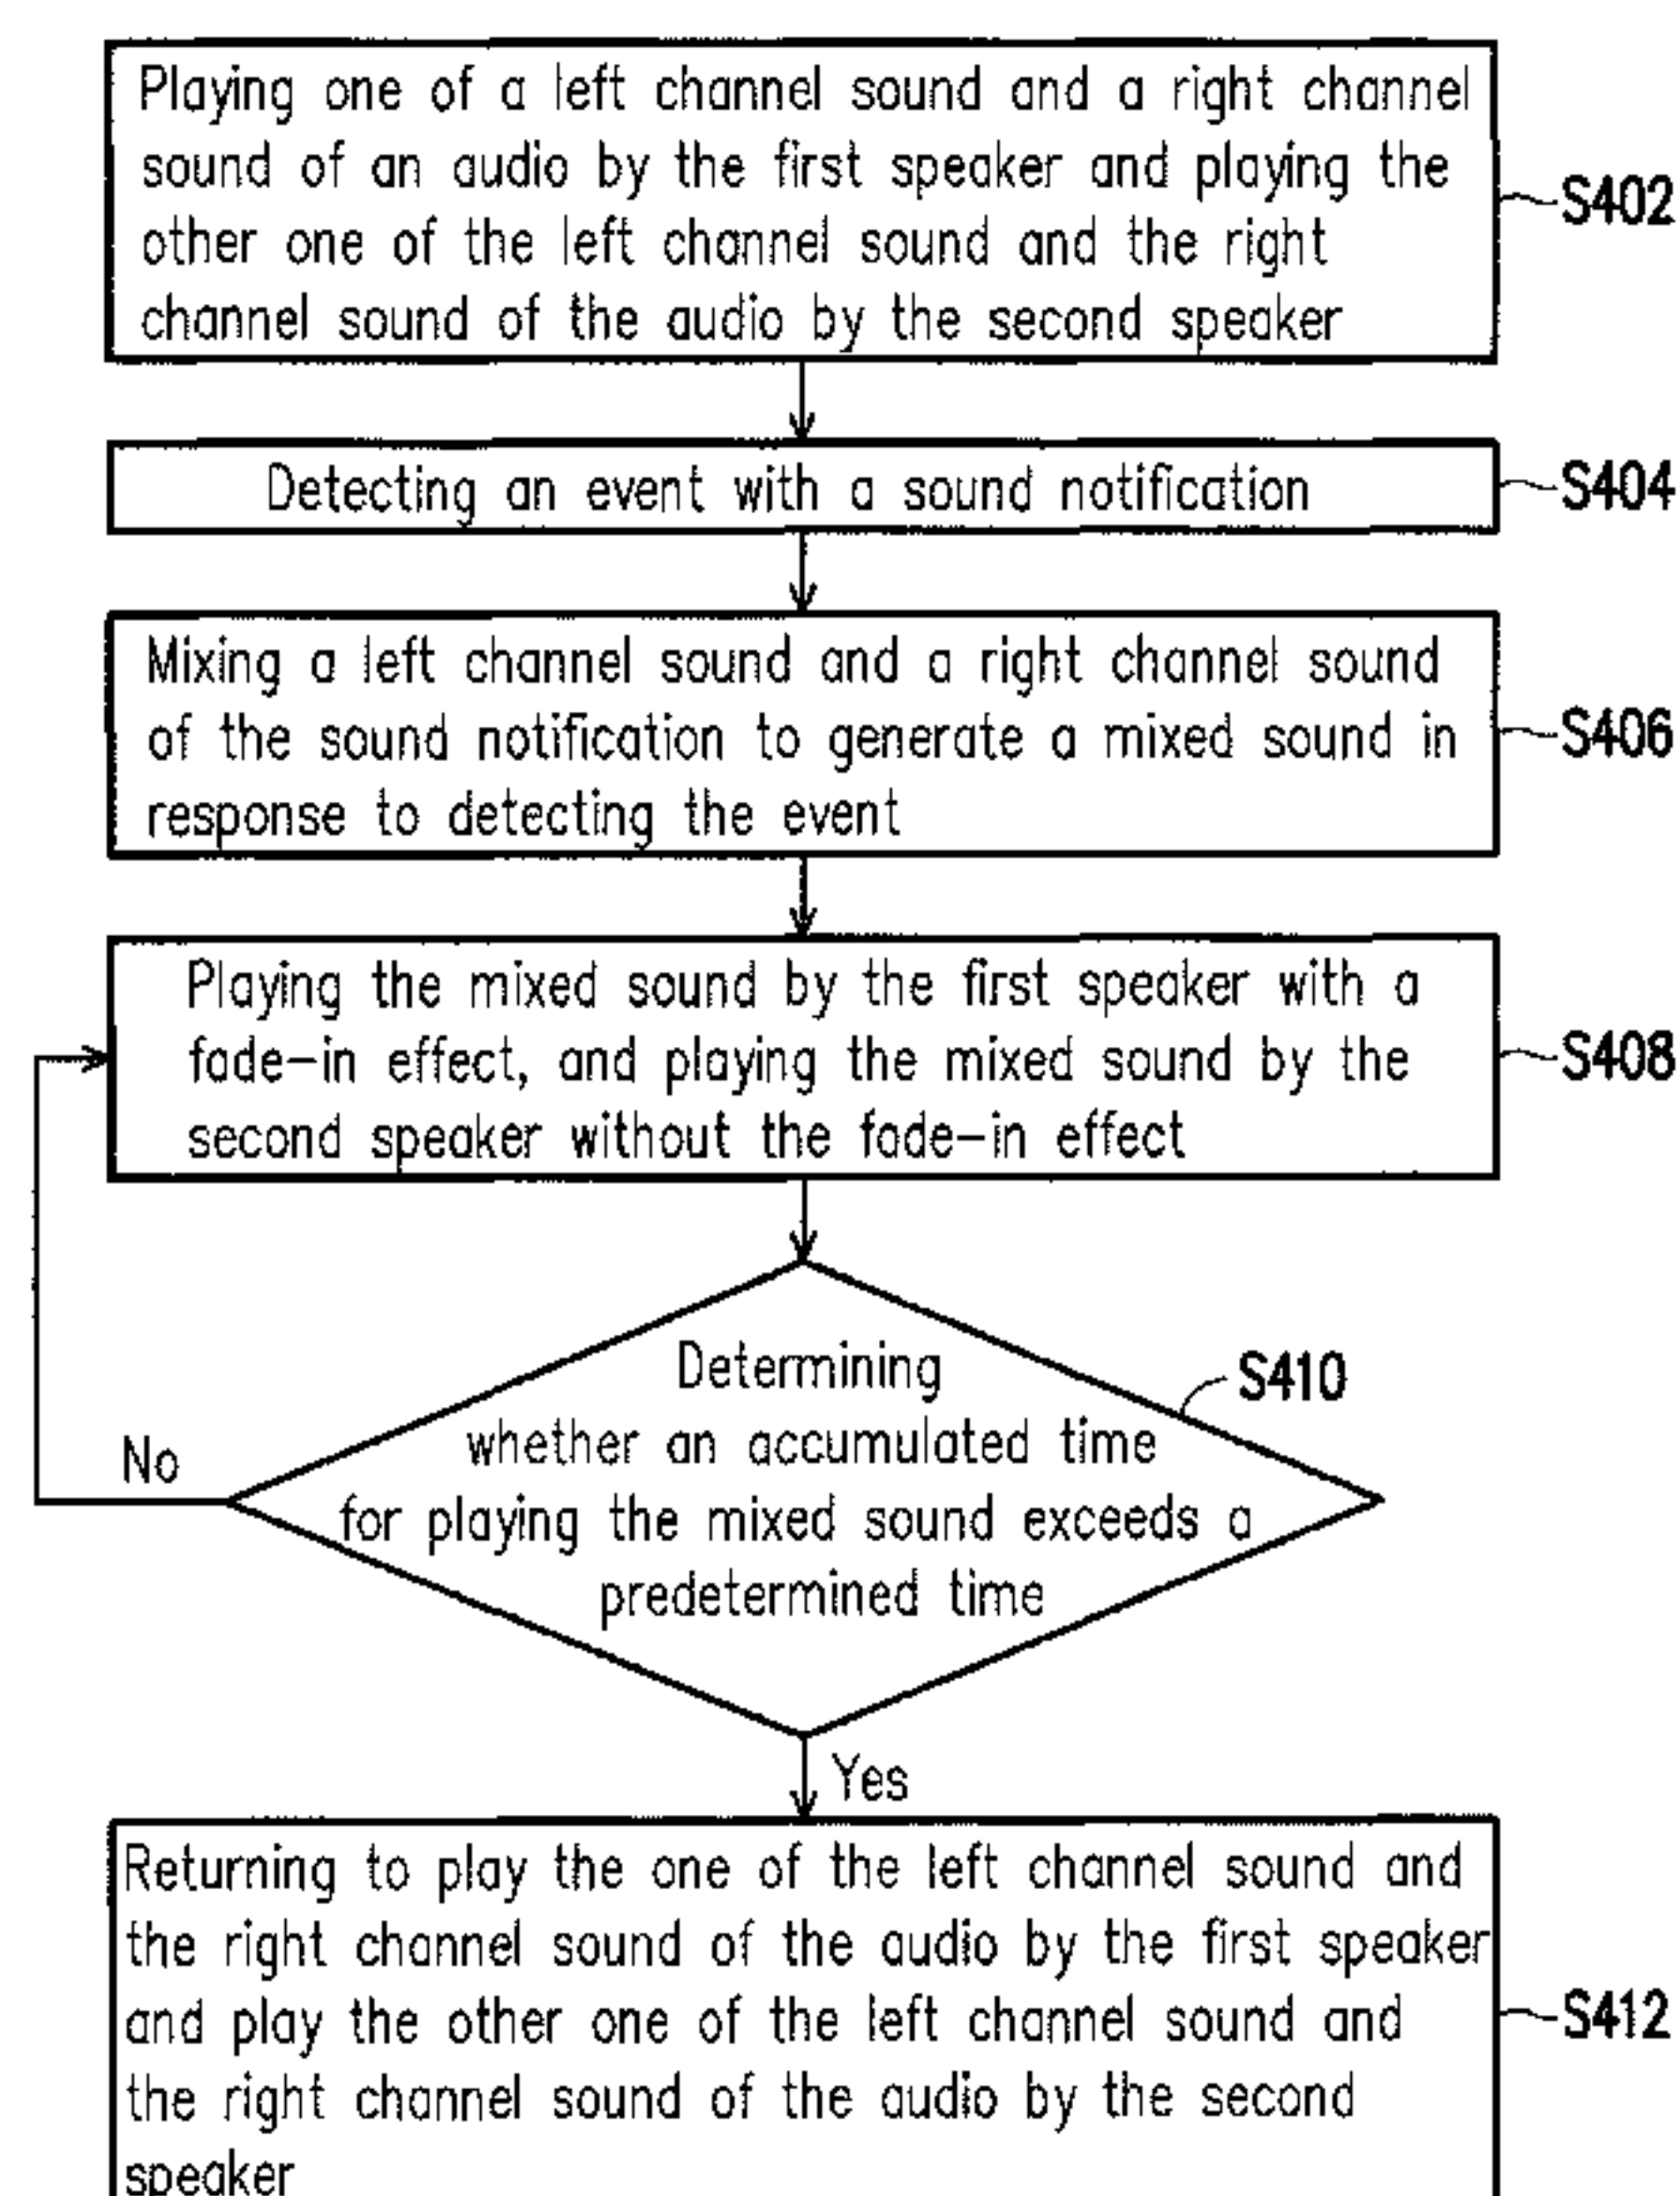 Playing one of a left channel sound and a right channel
sound of an audio by the first speaker and playing the
other one of the left channel sound and the right
channel sound of the audio by the second speaker
S402
Detecting an event with a sound notification
S404
Mixing a left channel sound and a right channel sound
of the sound notification to generate a mixed sound in
response to detecting the event
S406
Playing the mixed sound by the first speaker with a
fade-in effect, and playing the mixed sound by the
second speaker without the fade-in effect
S408
Determining
whether an accumulated time
for playing the mixed sound exceeds a
predetermined time
S410
No
Yes
Returning to play the one of the left channel sound and
the right channel sound of the audio by the first speaker
and play the other one of the left channel sound and
the right channel sound of the audio by the second
speaker
S412